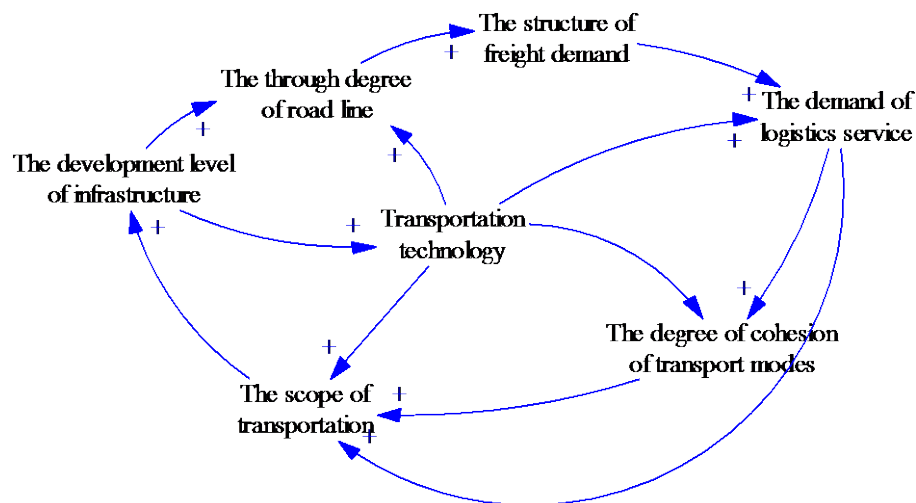 The structure of
freight demand
+
The through degree
of road line
+
The demand of
logistics service
+
+
+
The development level
of infrastructure
Transportation
technology
+
+
+
The degree of cohesion
of transport modes
+
The scope of
transportation
+
+